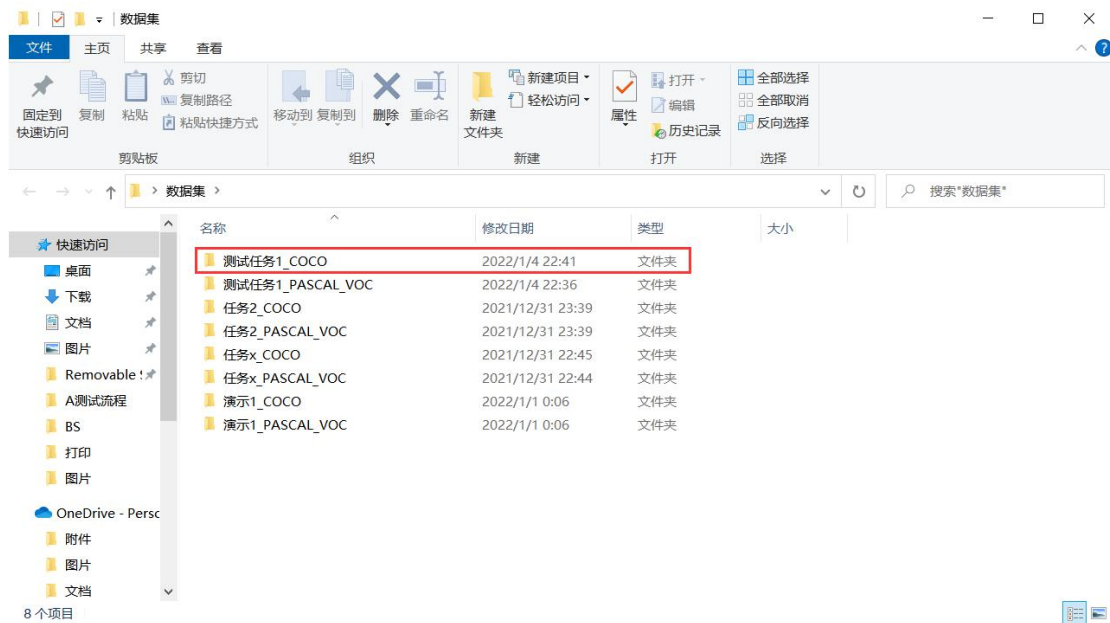 数据集
文件 主页 共享 查看
固定到快速访问 复制 粘贴 剪切 复制路径 粘贴快捷方式 移动到 复制到 删除 重命名 新建文件夹 新建项目 轻松访问 属性 打开 编辑 历史记录 全部选择 全部取消 反向选择
剪贴板 组织 新建 打开 选择
数据集 搜索"数据集"
名称 修改日期 类型 大小
快速访问
桌面
下载
文档
图片
Removable
A测试流程
BS
打印
图片
OneDrive - Persc
附件
图片
文档
测试任务1_COCO 2022/1/4 22:41 文件夹
测试任务1_PASCAL_VOC 2022/1/4 22:36 文件夹
任务2_COCO 2021/12/31 23:39 文件夹
任务2_PASCAL_VOC 2021/12/31 23:39 文件夹
任务x_COCO 2021/12/31 22:45 文件夹
任务x_PASCAL_VOC 2021/12/31 22:44 文件夹
演示1_COCO 2022/1/1 0:06 文件夹
演示1_PASCAL_VOC 2022/1/1 0:06 文件夹
8 个项目